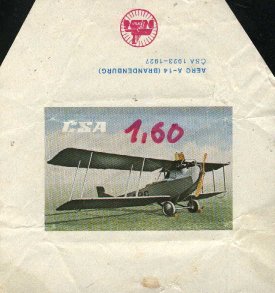 AERO A-14 (BRANDENBURG)
ČSA 1923-1927
ČSA
1,60